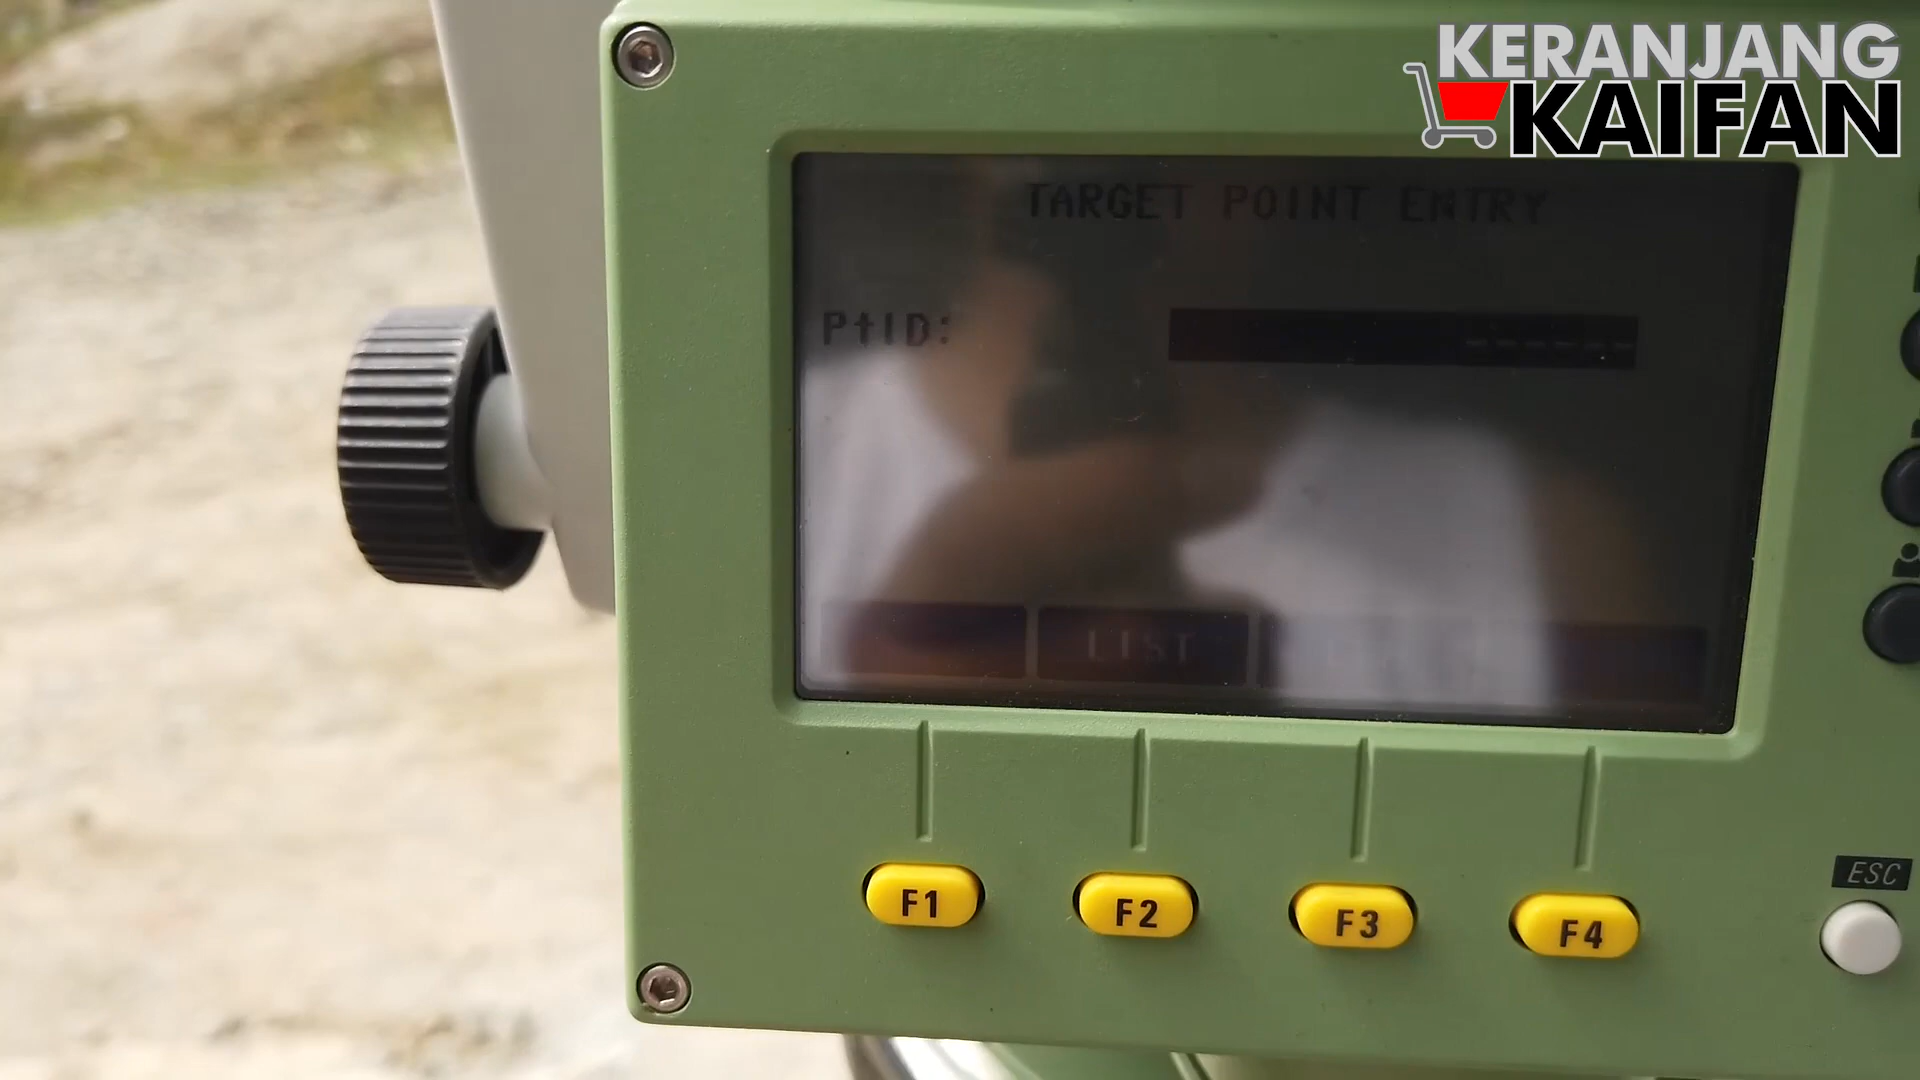 KERANJANG
KAIFAN
TARGET POINT ENTRY
PtID: ------
LIST
F1 F2 F3 F4
ESC